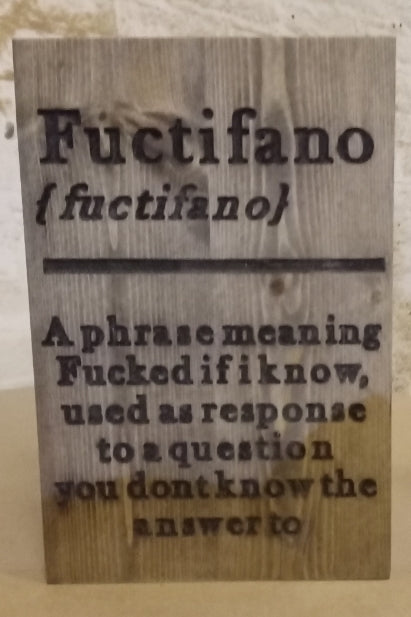 Fuctifano
{fuctifano}
A phrase meaning
Fucked if i know,
used as response
to a question
you dont know the
answer to